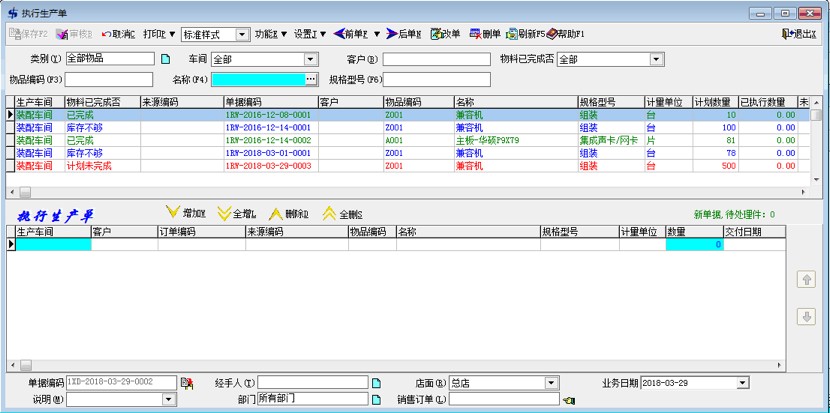 执行生产单
保存F2 审核B 取消C 打印P 标准样式 功能X 设置T 前单P 后单N 改单 删单 刷新F5 帮助F1 退出X
类别(Y) 全部物品 车间 全部 客户(D) 物料已完成否 全部
物品编码(F3) 名称(F4) 规格型号(F6)
生产车间 物料已完成否 来源编码 单据编码 客户 物品编码 名称 规格型号 计量单位 计划数量 已执行数量 未
装配车间 已完成 1RW-2016-12-08-0001 Z001 兼容机 组装 台 10 0.00
装配车间 库存不够 1RW-2016-12-14-0001 Z001 兼容机 组装 台 100 0.00
装配车间 已完成 1RW-2016-12-14-0002 A001 主板-华硕P9X79 集成声卡/网卡 片 81 0.00
装配车间 库存不够 1RW-2018-03-01-0001 Z001 兼容机 组装 台 78 0.00
装配车间 计划未完成 1RW-2018-03-29-0003 Z001 兼容机 组装 台 500 0.00
执行生产单 增加W 全增L 删除D 全删S 新单据,待处理件: 0
生产车间 客户 订单编码 来源编码 物品编码 名称 规格型号 计量单位 数量 交付日期
0
单据编码 1XD-2018-03-29-0002 经手人(I) 店面(R) 总店 业务日期 2018-03-29
说明(M) 部门 所有部门 销售订单(L)